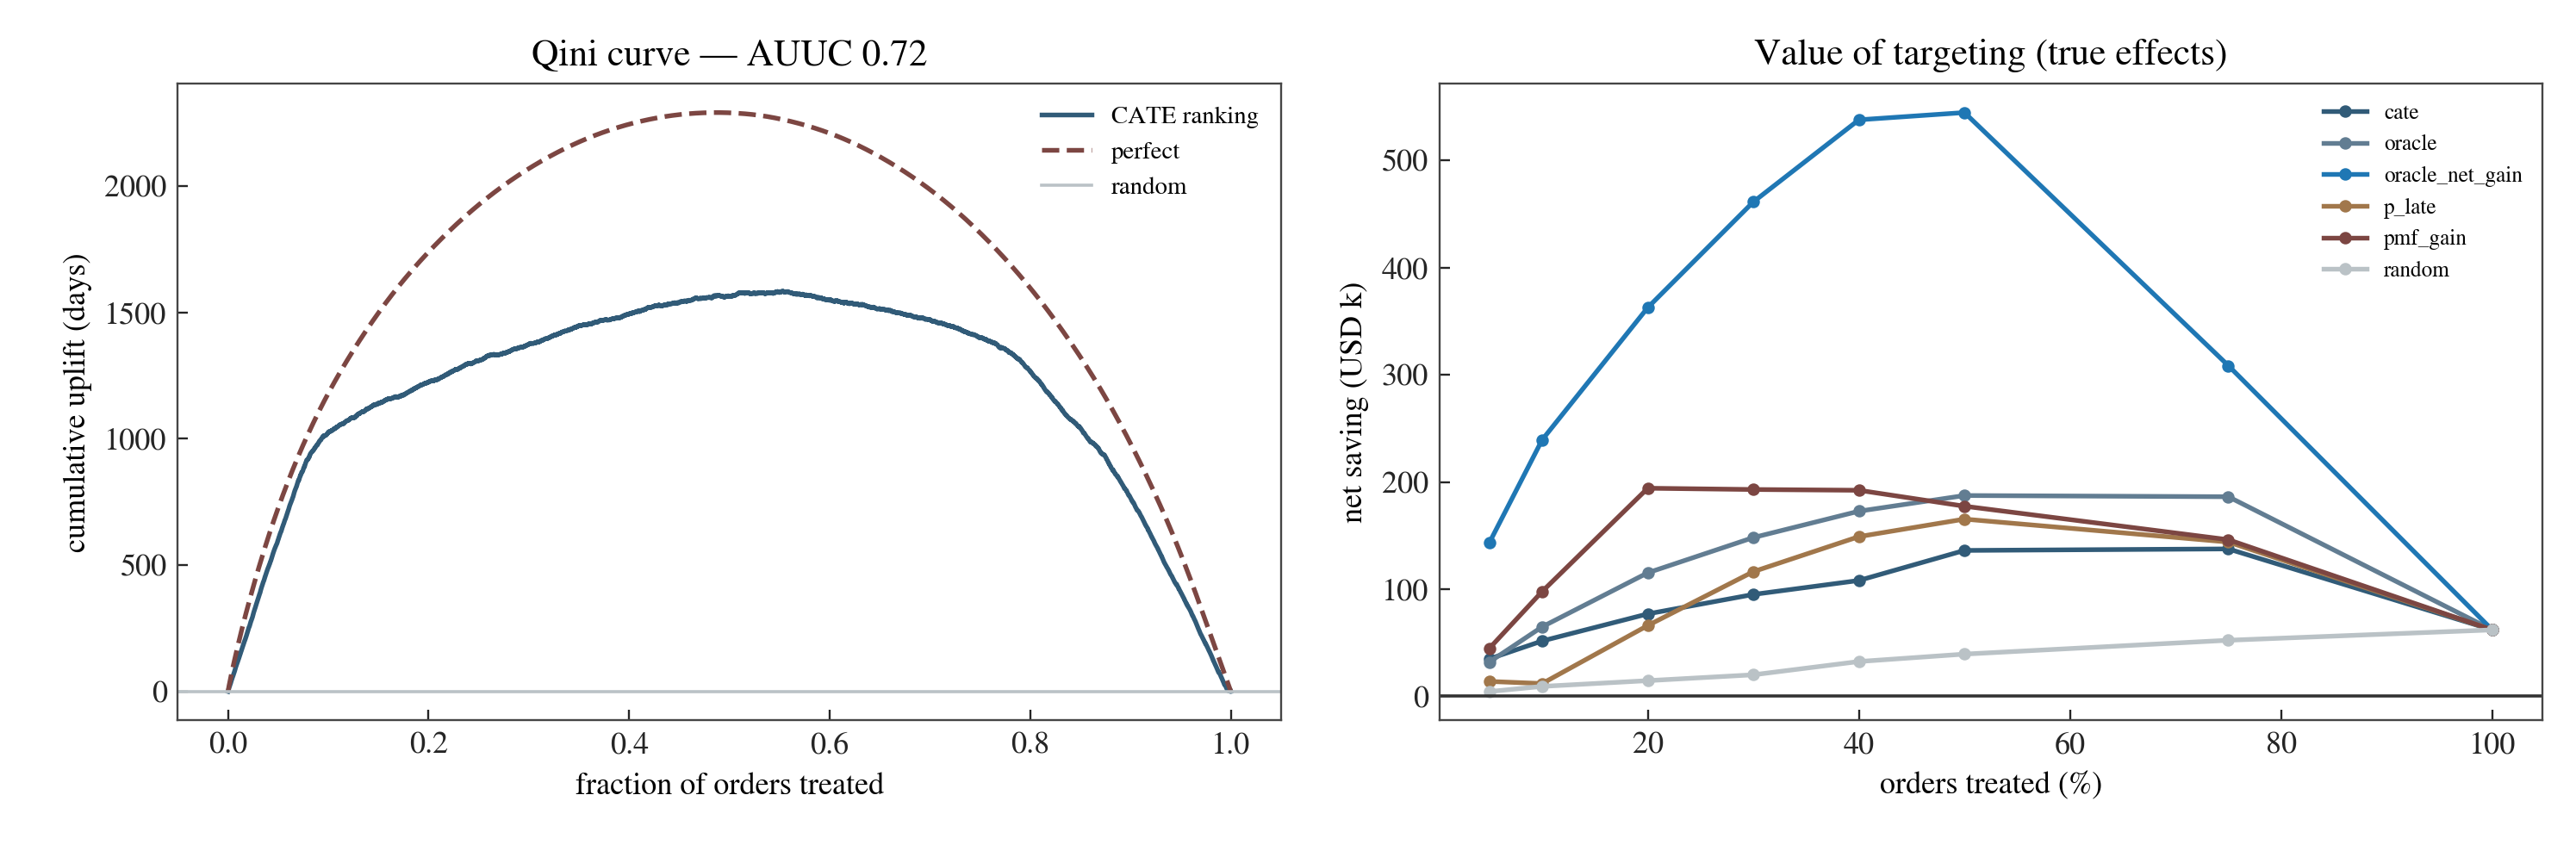 Qini curve — AUUC 0.72
CATE ranking
perfect
random
2000
1500
1000
500
0
cumulative uplift (days)
0.0 0.2 0.4 0.6 0.8 1.0
fraction of orders treated
Value of targeting (true effects)
cate
oracle
oracle_net_gain
p_late
pmf_gain
random
500
400
300
200
100
0
net saving (USD k)
20 40 60 80 100
orders treated (%)